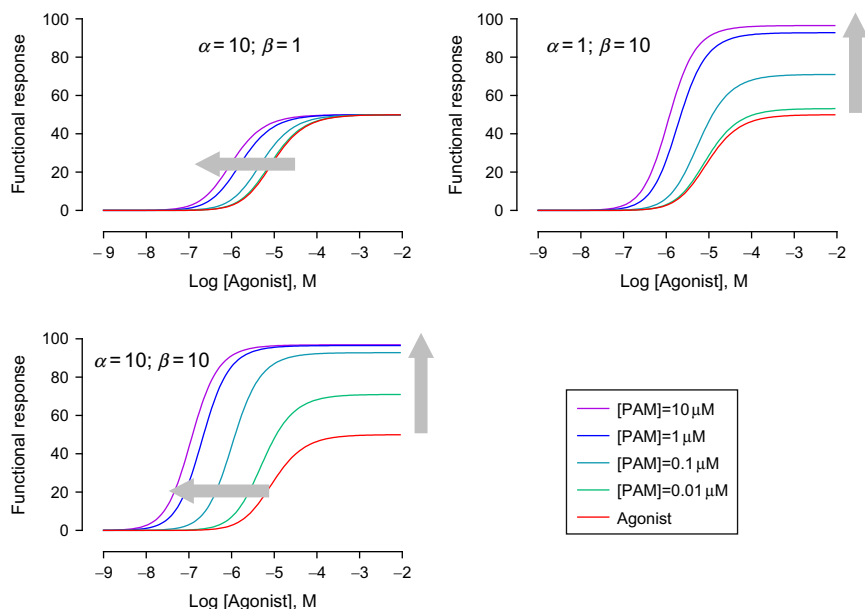 100
80
60
40
20
0
Functional response
α = 10; β = 1
−9 −8 −7 −6 −5 −4 −3 −2
Log [Agonist], M
100
80
60
40
20
0
Functional response
α = 1; β = 10
−9 −8 −7 −6 −5 −4 −3 −2
Log [Agonist], M
100
80
60
40
20
0
Functional response
α = 10; β = 10
−9 −8 −7 −6 −5 −4 −3 −2
Log [Agonist], M
[PAM]=10 μM
[PAM]=1 μM
[PAM]=0.1 μM
[PAM]=0.01 μM
Agonist